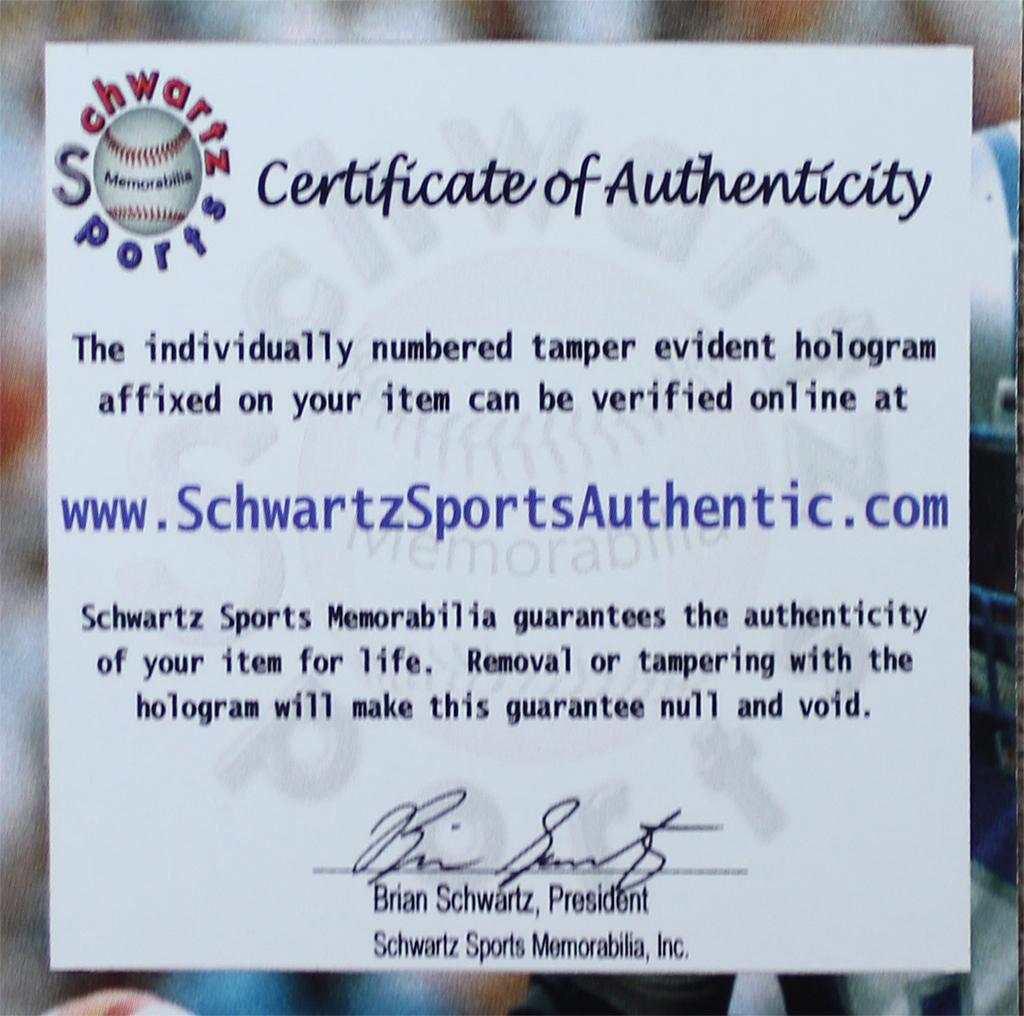 Schwartz
Sports
Memorabilia
Certificate of Authenticity
The individually numbered tamper evident hologram
affixed on your item can be verified online at
www.SchwartzSportsAuthentic.com
Schwartz Sports Memorabilia guarantees the authenticity
of your item for life. Removal or tampering with the
hologram will make this guarantee null and void.
Brian Schwartz
Brian Schwartz, President
Schwartz Sports Memorabilia, Inc.